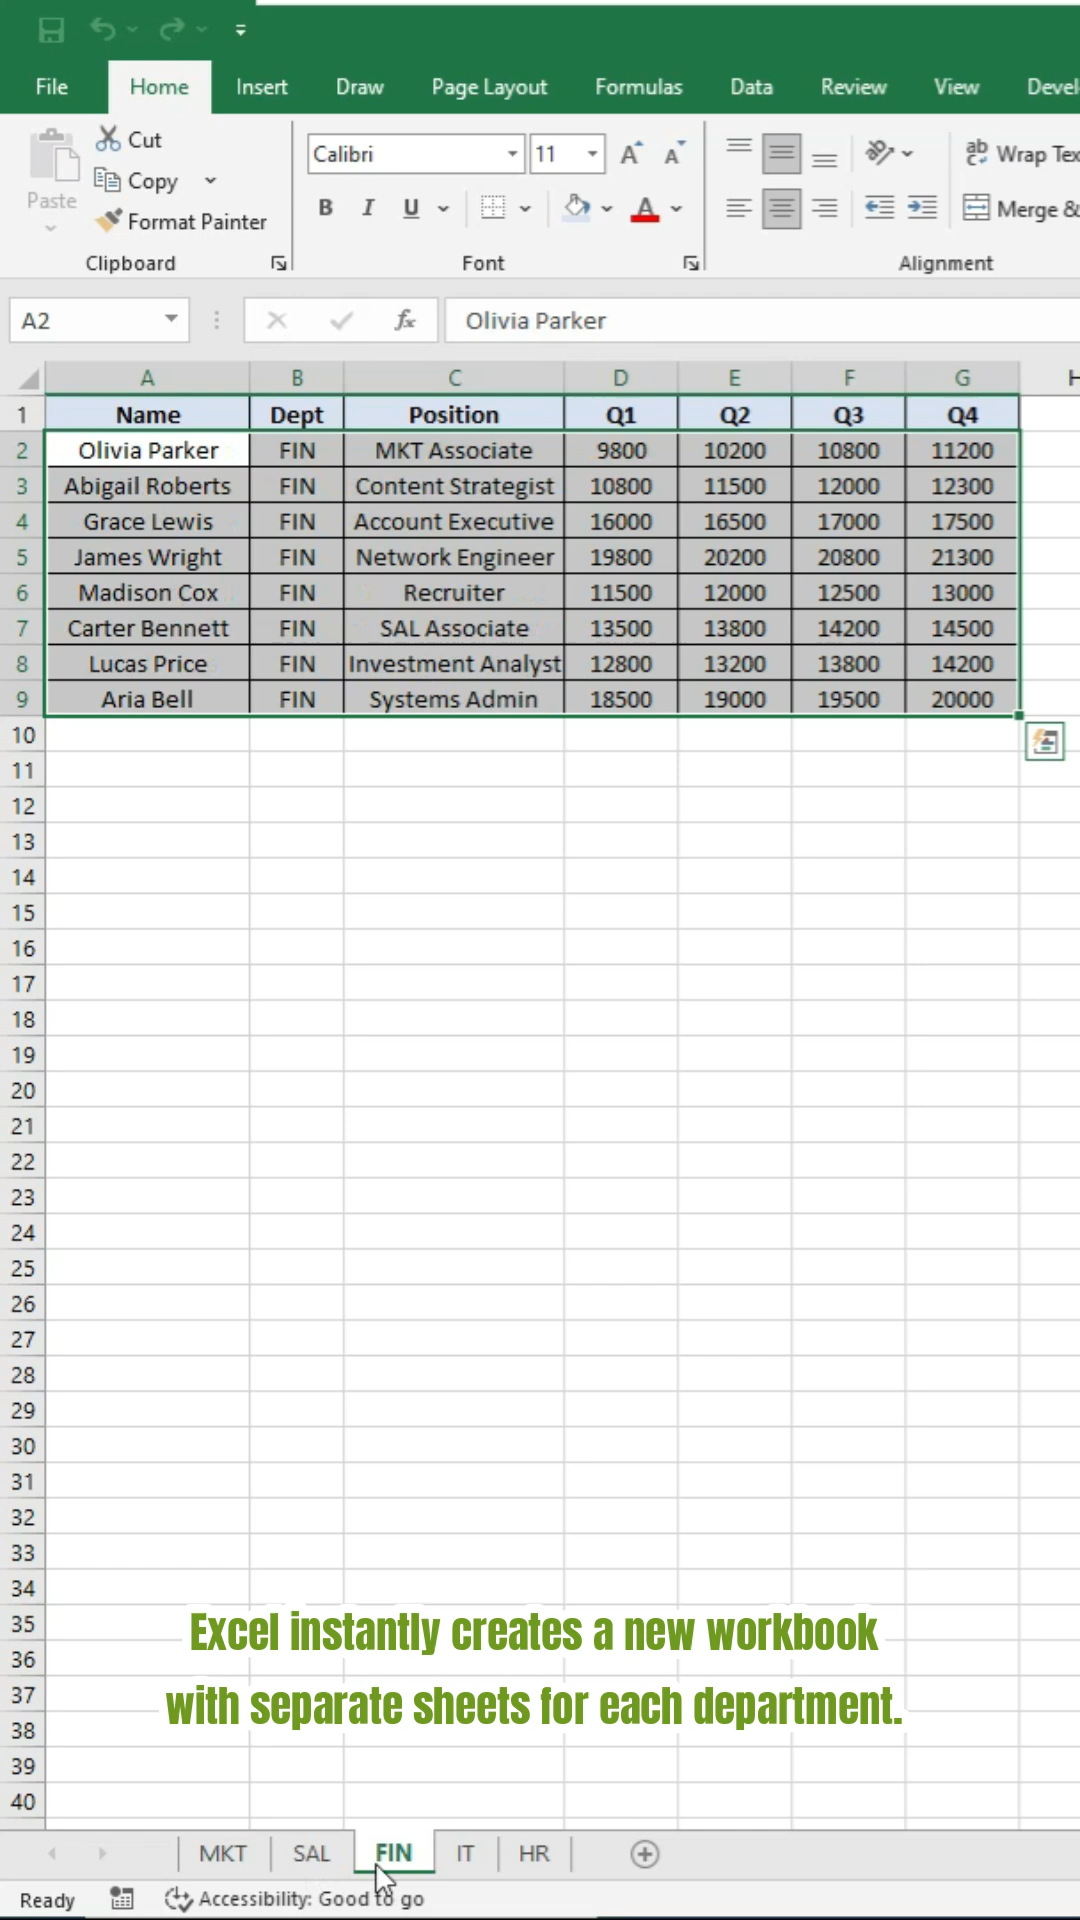 File Home Insert Draw Page Layout Formulas Data Review View Devel
Cut
Copy
Paste
Format Painter
Clipboard
Calibri 11
B I U
Font
ab Wrap Tex
Merge &
Alignment
A2 fx Olivia Parker
A B C D E F G H
1 Name Dept Position Q1 Q2 Q3 Q4
2 Olivia Parker FIN MKT Associate 9800 10200 10800 11200
3 Abigail Roberts FIN Content Strategist 10800 11500 12000 12300
4 Grace Lewis FIN Account Executive 16000 16500 17000 17500
5 James Wright FIN Network Engineer 19800 20200 20800 21300
6 Madison Cox FIN Recruiter 11500 12000 12500 13000
7 Carter Bennett FIN SAL Associate 13500 13800 14200 14500
8 Lucas Price FIN Investment Analyst 12800 13200 13800 14200
9 Aria Bell FIN Systems Admin 18500 19000 19500 20000
10
11
12
13
14
15
16
17
18
19
20
21
22
23
24
25
26
27
28
29
30
31
32
33
34
35
36
37
38
39
40
Excel instantly creates a new workbook
with separate sheets for each department.
MKT SAL FIN IT HR
Ready Accessibility: Good to go